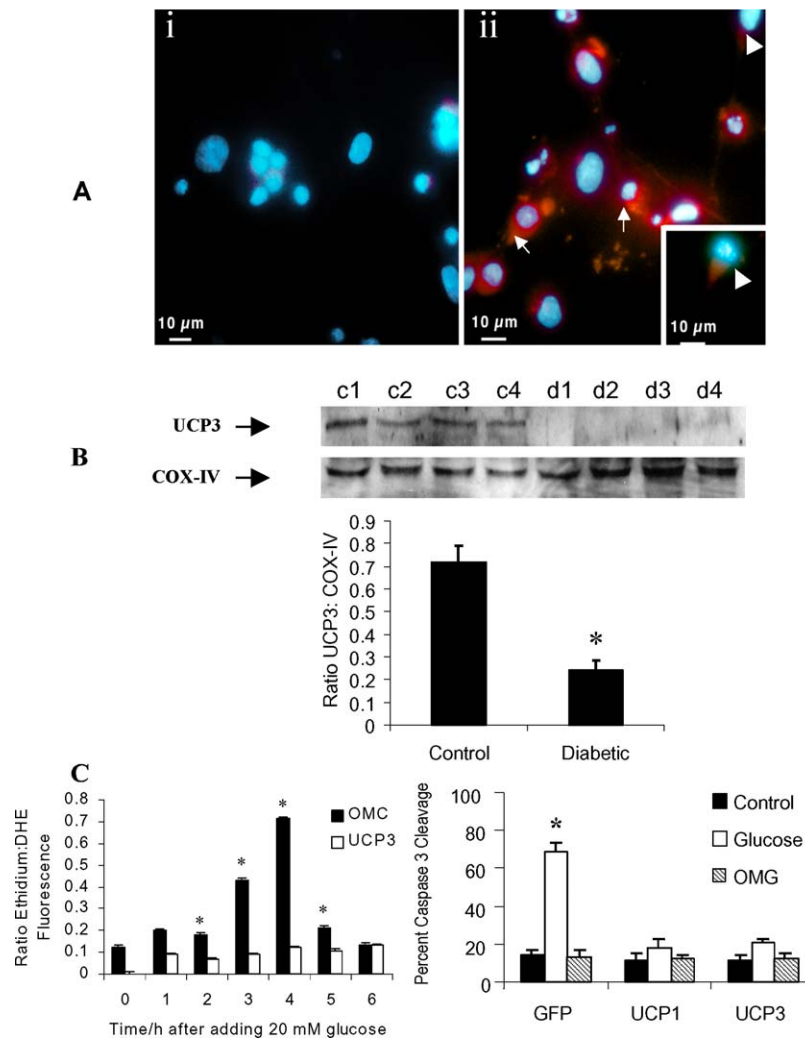 i
ii
A
10 µm
10 µm
10 µm
c1 c2 c3 c4 d1 d2 d3 d4
UCP3
B
COX-IV
0.9
0.8
0.7
0.6
0.5
0.4
0.3
0.2
0.1
0
Ratio UCP3: COX-IV
*
Control Diabetic
C
Ratio Ethidium:DHE
Fluorescence
0.8
0.7
0.6
0.5
0.4
0.3
0.2
0.1
0
* * * *
OMC
UCP3
0 1 2 3 4 5 6
Time/h after adding 20 mM glucose
Percent Caspase 3 Cleavage
100
80
60
40
20
0
*
Control
Glucose
OMG
GFP UCP1 UCP3